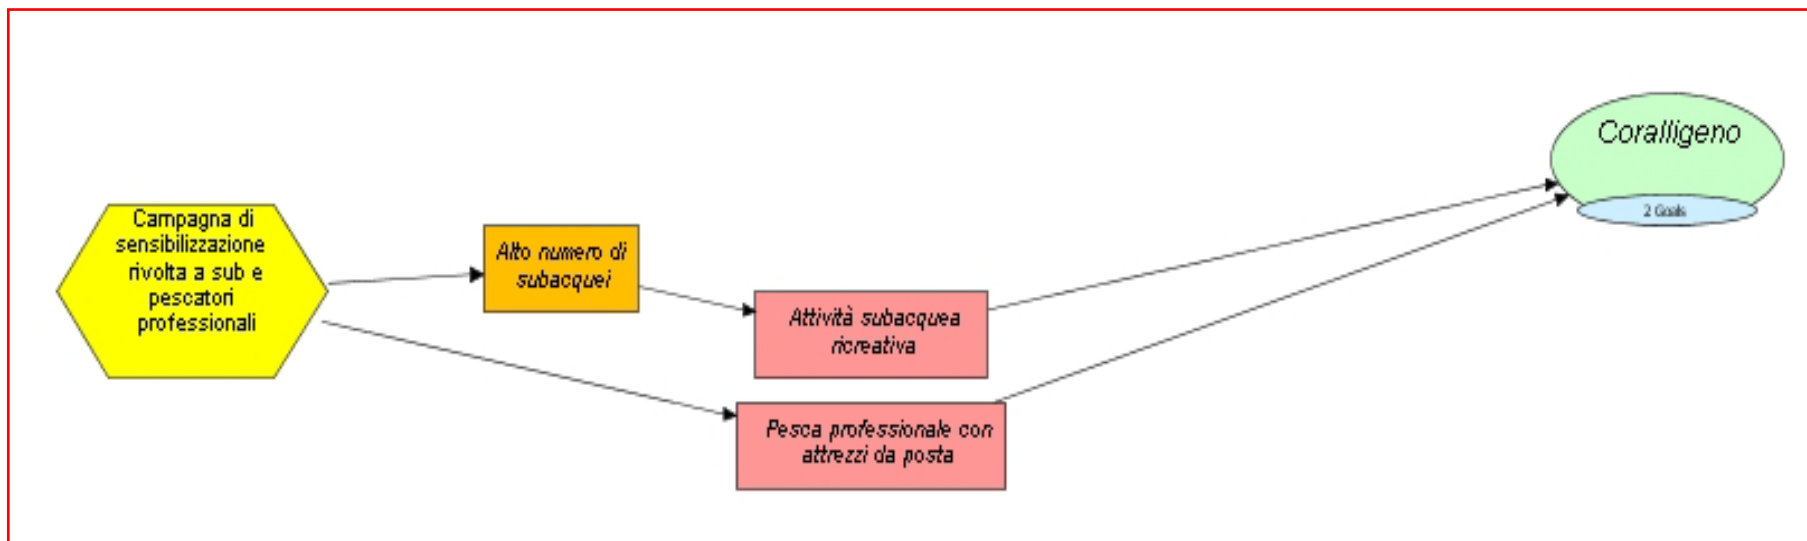 Campagna di
sensibilizzazione
rivolta a sub e
pescatori
professionali
Alto numero di
subacquei
Attività subacquea
ricreativa
Pesca professionale con
attrezzi da posta
Coralligeno
2 Goals